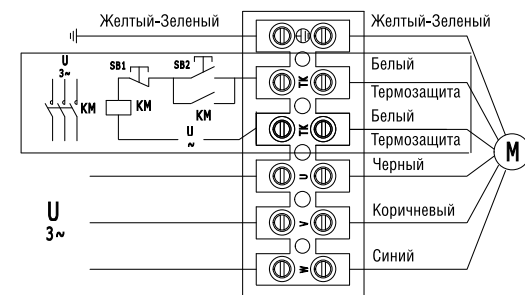 Желтый-Зеленый
Желтый-Зеленый
U
3~
KM
SB1
SB2
KM
KM
U
~
TK
Белый
Термозащита
TK
Белый
Термозащита
M
U
Черный
U
3~
V
Коричневый
W
Синий